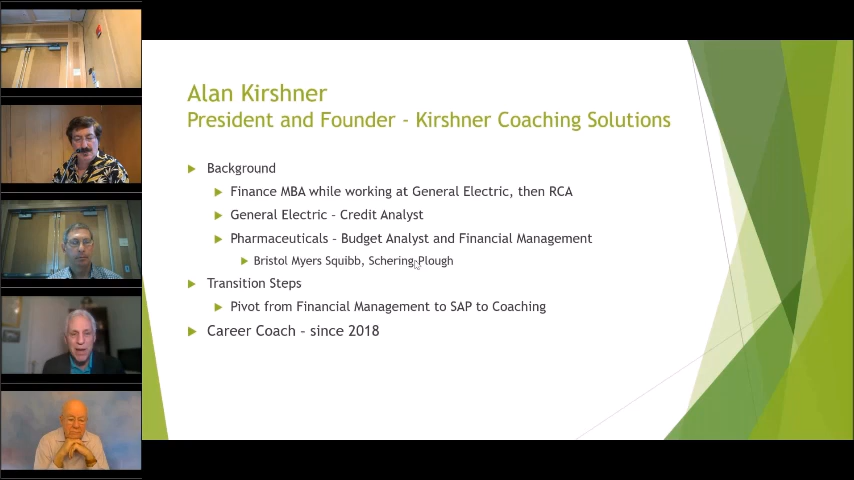 Alan Kirshner
President and Founder - Kirshner Coaching Solutions
Background
Finance MBA while working at General Electric, then RCA
General Electric - Credit Analyst
Pharmaceuticals - Budget Analyst and Financial Management
Bristol Myers Squibb, Schering-Plough
Transition Steps
Pivot from Financial Management to SAP to Coaching
Career Coach - since 2018